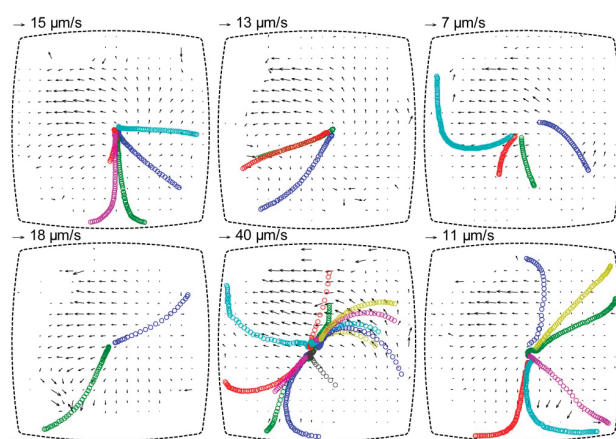 → 15 µm/s
→ 13 µm/s
→ 7 µm/s
→ 18 µm/s
→ 40 µm/s
→ 11 µm/s